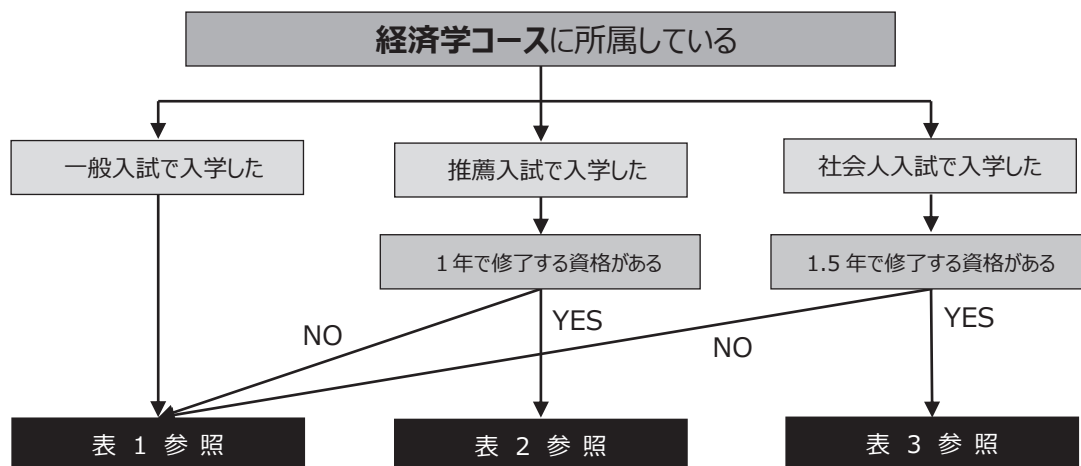 経済学コースに所属している
一般入試で入学した
推薦入試で入学した
社会人入試で入学した
1年で修了する資格がある
1.5 年で修了する資格がある
NO
YES
NO
YES
表 1 参 照
表 2 参 照
表 3 参 照